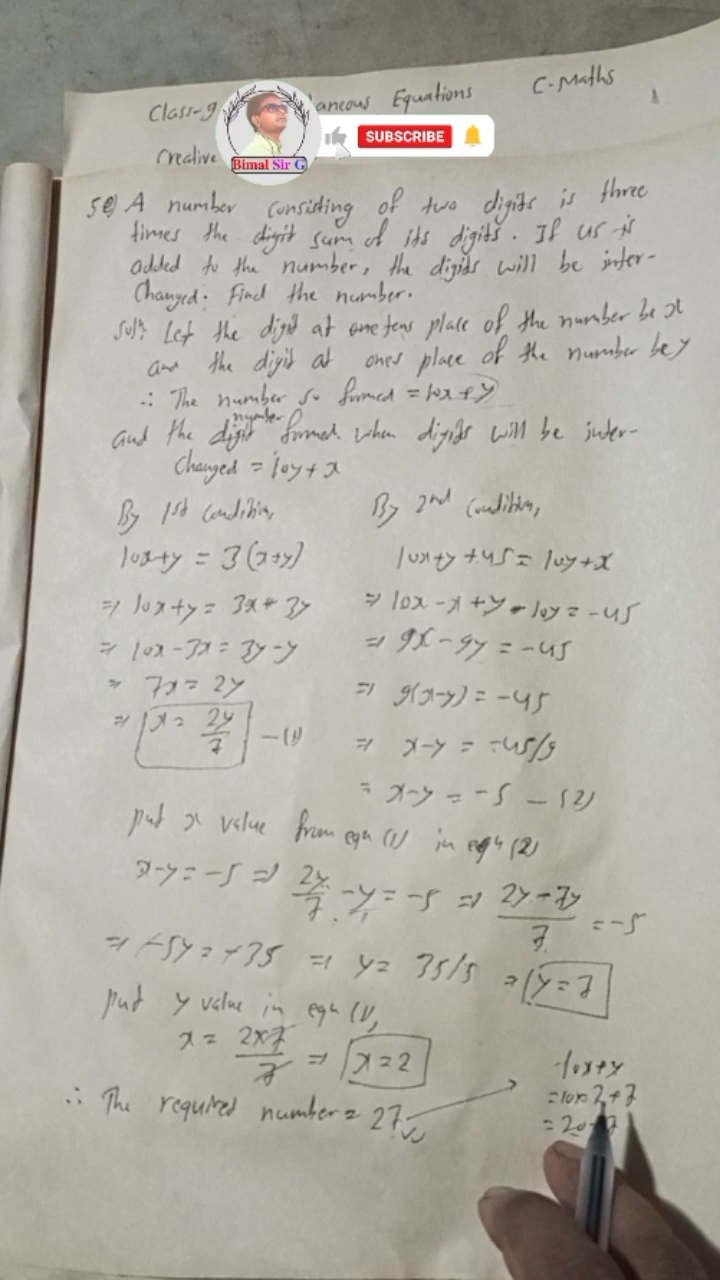 Class-9 taneous Equations C-Maths
Creative
SUBSCRIBE
Bimal Sir G
5e) A number consisting of two digits is three
times the digit sum of its digits. If 45 is
added to the number, the digits will be inter-
changed. Find the number.
Solⁿ: Let the digit at one tens place of the number be x
and the digit at ones place of the number be y
∴ The number so formed = 10x + y
and the digit number formed when digits will be inter-
changed = 10y + x
By 1st condition, By 2nd condition,
10x+y = 3(x+y) 10x+y+45 = 10y+x
⇒ 10x+y = 3x+3y ⇒ 10x-x+y-10y = -45
⇒ 10x-3x = 3y-y ⇒ 9x-9y = -45
⇒ 7x = 2y ⇒ 9(x-y) = -45
⇒ x = 2y/7 - (1) ⇒ x-y = -45/9
= x-y = -5 - (2)
Put x value from eqn (1) in eqn (2)
x-y = -5 ⇒ 2y/7 - y/1 = -5 ⇒ (2y-7y)/7 = -5
⇒ -5y = -35 ⇒ y = 35/5 ⇒ y = 7
Put y value in eqn (1),
x = 2×7/7 ⇒ x = 2
∴ The required number = 27
10x+y
=10×2+7
=20+7